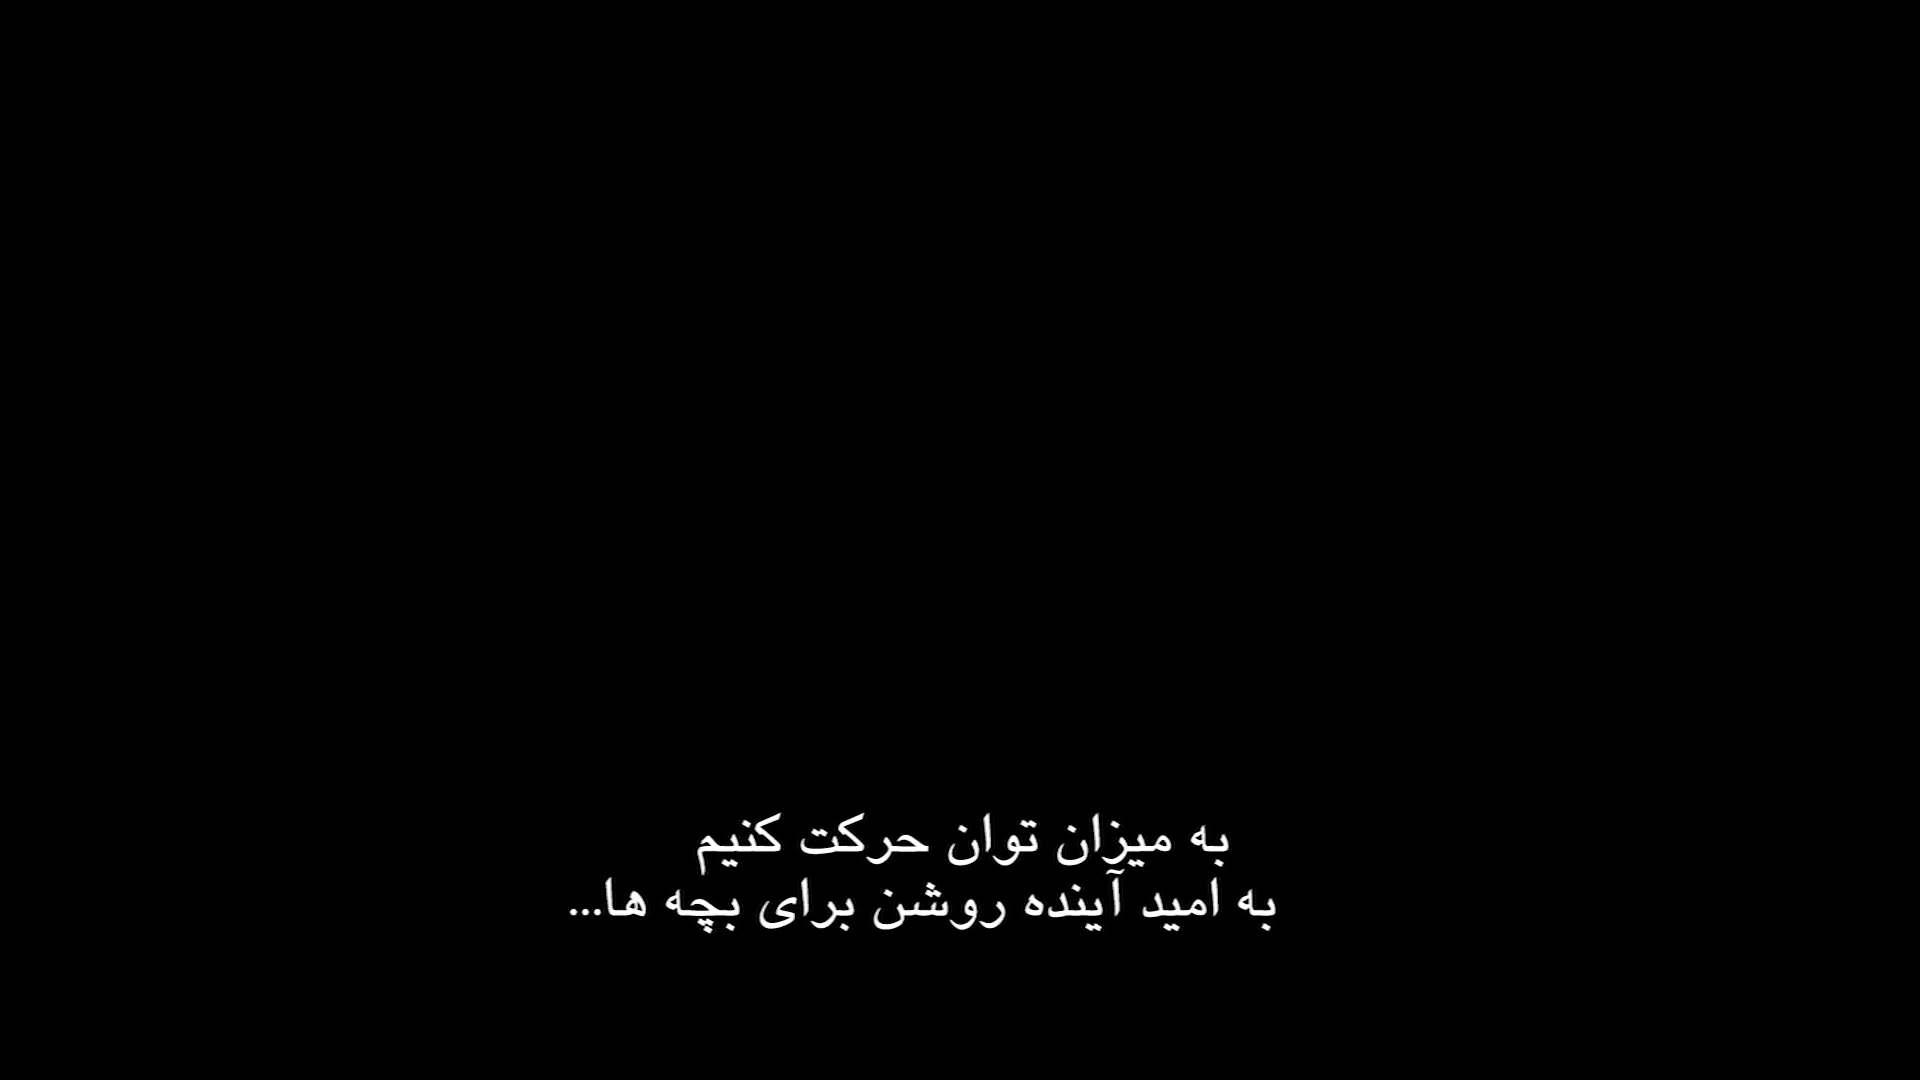 به میزان توان حرکت کنیم
به امید آینده روشن برای بچه ها...